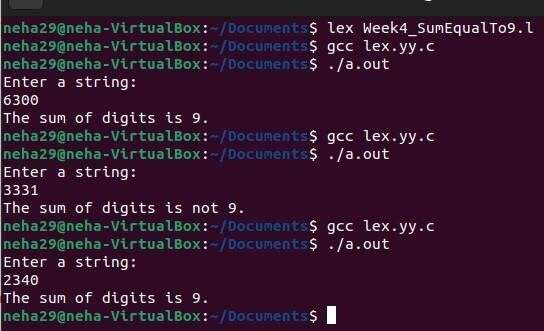 neha29@neha-VirtualBox:~/Documents$ lex Week4_SumEqualTo9.l
neha29@neha-VirtualBox:~/Documents$ gcc lex.yy.c
neha29@neha-VirtualBox:~/Documents$ ./a.out
Enter a string:
6300
The sum of digits is 9.
neha29@neha-VirtualBox:~/Documents$ gcc lex.yy.c
neha29@neha-VirtualBox:~/Documents$ ./a.out
Enter a string:
3331
The sum of digits is not 9.
neha29@neha-VirtualBox:~/Documents$ gcc lex.yy.c
neha29@neha-VirtualBox:~/Documents$ ./a.out
Enter a string:
2340
The sum of digits is 9.
neha29@neha-VirtualBox:~/Documents$